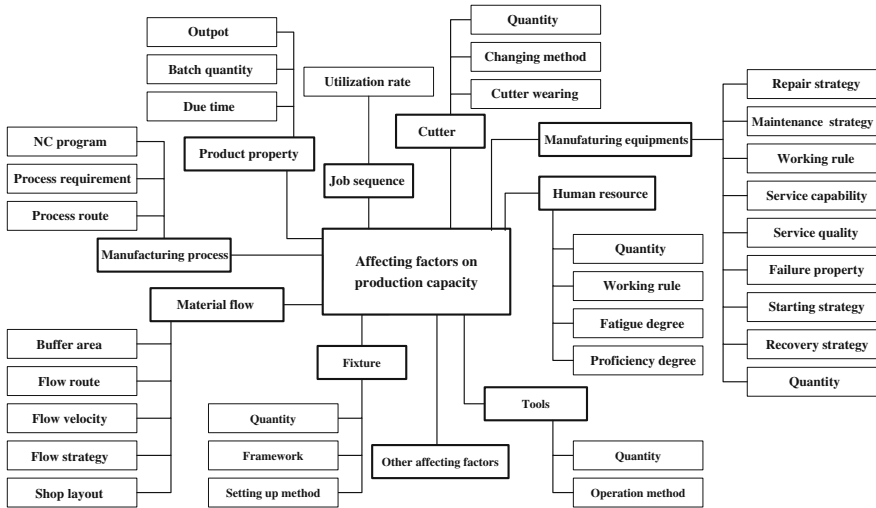 Outpot
Batch quantity
Due time
Product property
Utilization rate
Job sequence
Quantity
Changing method
Cutter wearing
Cutter
Manufaturing equipments
Repair strategy
Maintenance strategy
Working rule
Service capability
Service quality
Failure property
Starting strategy
Recovery strategy
Quantity
NC program
Process requirement
Process route
Manufacturing process
Human resource
Quantity
Working rule
Fatigue degree
Proficiency degree
Affecting factors on
production capacity
Material flow
Buffer area
Flow route
Flow velocity
Flow strategy
Shop layout
Fixture
Quantity
Framework
Setting up method
Other affecting factors
Tools
Quantity
Operation method